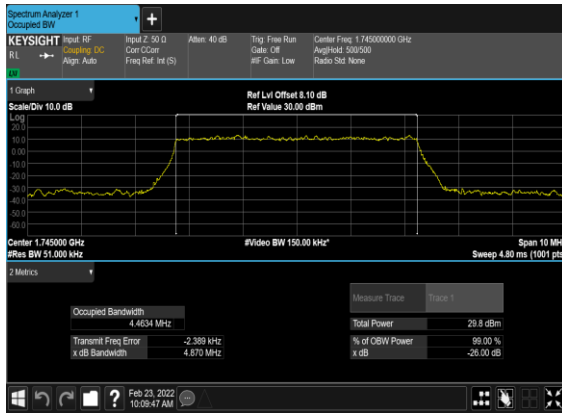 Spectrum Analyzer 1
Occupied BW
KEYSIGHT Input: RF Input Z: 50 Ω Atten: 40 dB Trig: Free Run Center Freq: 1.745000000 GHz
RL Coupling: DC Corr CCorr Gate: Off Avg|Hold: 500/500
Align: Auto Freq Ref: Int (S) #IF Gain: Low Radio Std: None
1 Graph
Ref Lvl Offset 8.10 dB
Scale/Div 10.0 dB Ref Value 30.00 dBm
Log
20.0
10.0
0.00
-10.0
-20.0
-30.0
-40.0
-50.0
-60.0
Center 1.745000 GHz #Video BW 150.00 kHz* Span 10 MH
#Res BW 51.000 kHz Sweep 4.80 ms (1001 pts
2 Metrics
Measure Trace Trace 1
Occupied Bandwidth
4.4634 MHz Total Power 29.8 dBm
Transmit Freq Error -2.389 kHz % of OBW Power 99.00 %
x dB Bandwidth 4.870 MHz x dB -26.00 dB
Feb 23, 2022
10:09:47 AM